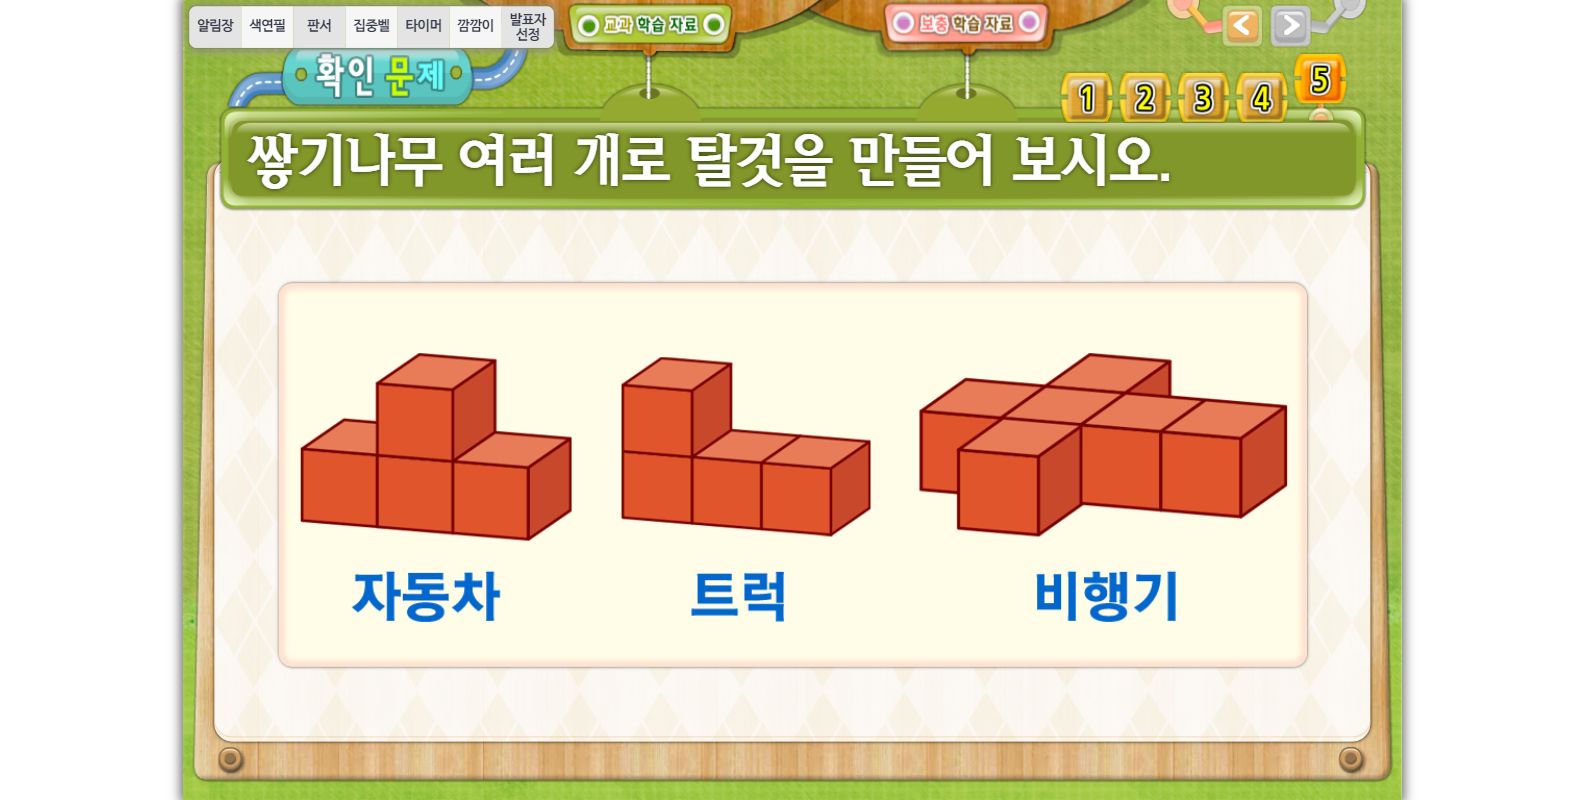 알림장 색연필 판서 집중벨 타이머 깜깜이 발표자
선정
교과 학습 자료
보충 학습 자료
확인 문제
1 2 3 4 5
쌓기나무 여러 개로 탈것을 만들어 보시오.
자동차 트럭 비행기